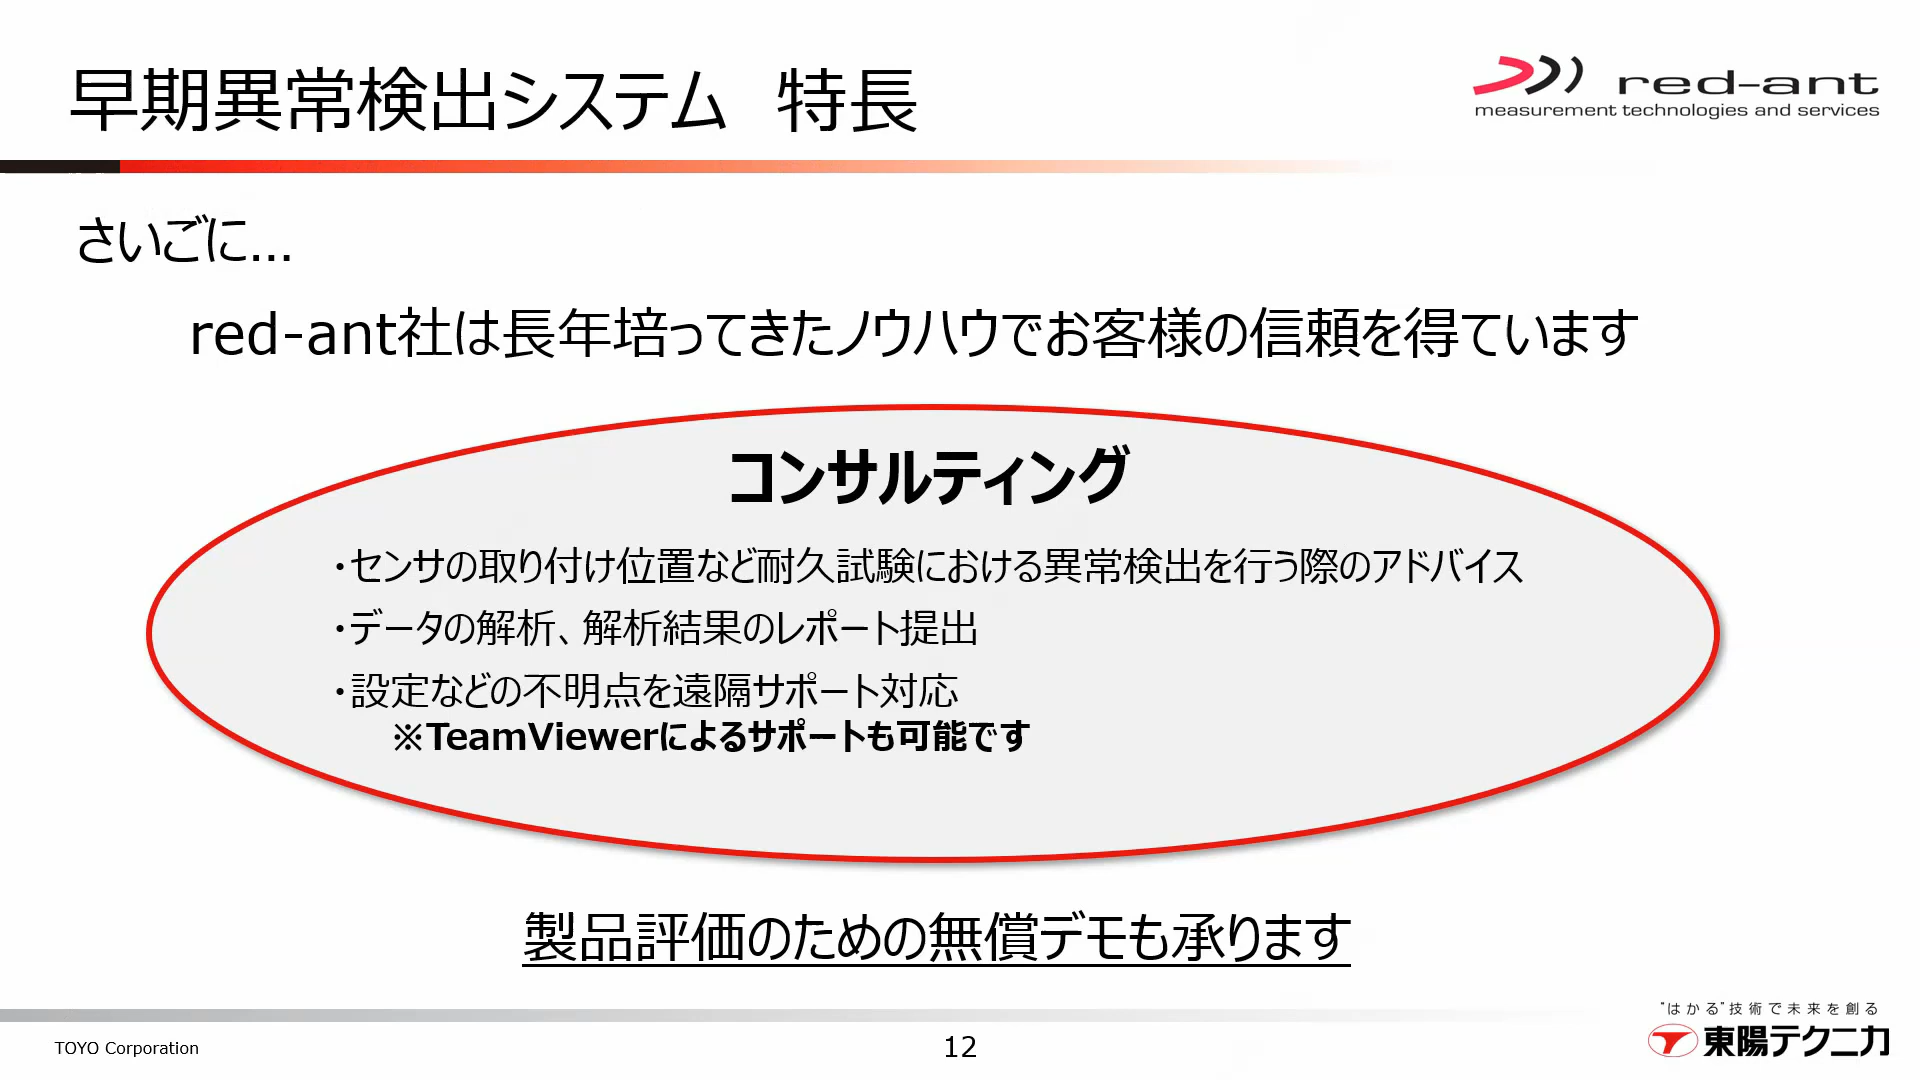 早期異常検出システム 特長
red-ant
measurement technologies and services
さいごに...
red-ant社は長年培ってきたノウハウでお客様の信頼を得ています
コンサルティング
・センサの取り付け位置など耐久試験における異常検出を行う際のアドバイス
・データの解析、解析結果のレポート提出
・設定などの不明点を遠隔サポート対応
※TeamViewerによるサポートも可能です
製品評価のための無償デモも承ります
TOYO Corporation
12
“はかる”技術で未来を創る
東陽テクニカ